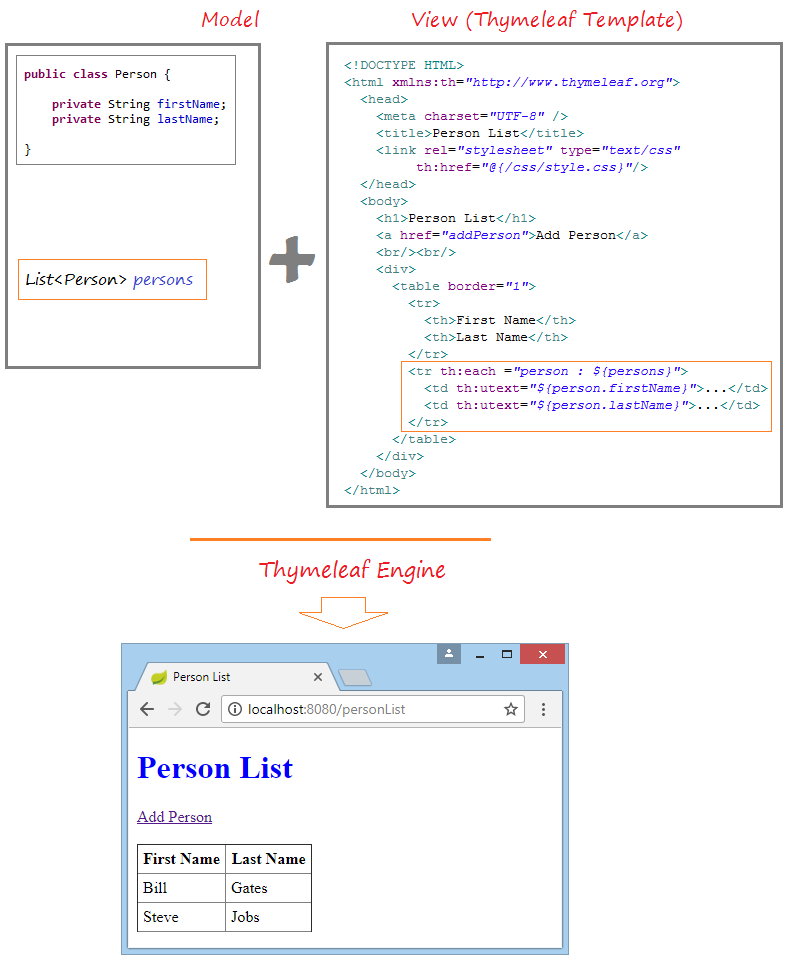 Model
public class Person {
private String firstName;
private String lastName;
}
List<Person> persons
View (Thymeleaf Template)
<!DOCTYPE HTML>
<html xmlns:th="http://www.thymeleaf.org">
<head>
<meta charset="UTF-8" />
<title>Person List</title>
<link rel="stylesheet" type="text/css"
th:href="@{/css/style.css}"/>
</head>
<body>
<h1>Person List</h1>
<a href="addPerson">Add Person</a>
<br/><br/>
<div>
<table border="1">
<tr>
<th>First Name</th>
<th>Last Name</th>
</tr>
<tr th:each ="person : ${persons}">
<td th:utext="${person.firstName}">...</td>
<td th:utext="${person.lastName}">...</td>
</tr>
</table>
</div>
</body>
</html>
Thymeleaf Engine
Person List
localhost:8080/personList
Person List
Add Person
First Name Last Name
Bill Gates
Steve Jobs